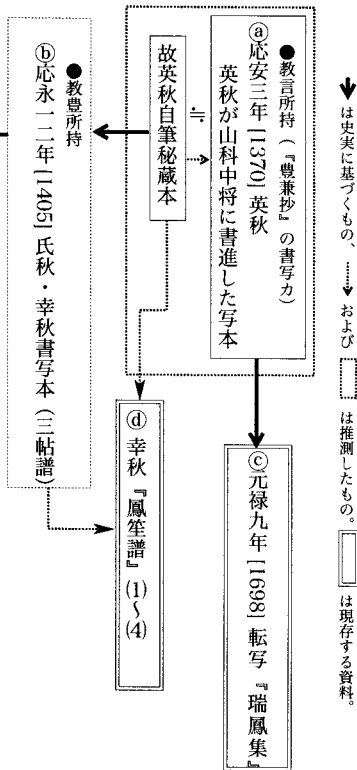 ⬇は史実に基づくもの、┈┈▶および は推測したもの。 は現存する資料。
●教言所持（『豊兼抄』の書写カ）
ⓐ応安三年[1370]英秋
英秋が山科中将に書進した写本
≒
故英秋自筆秘蔵本
●教豊所持
ⓑ応永一二年[1405]氏秋・幸秋書写本（三帖譜）
ⓒ元禄九年[1698]転写『瑞鳳集』
ⓓ幸秋『鳳笙譜』(1)～(4)